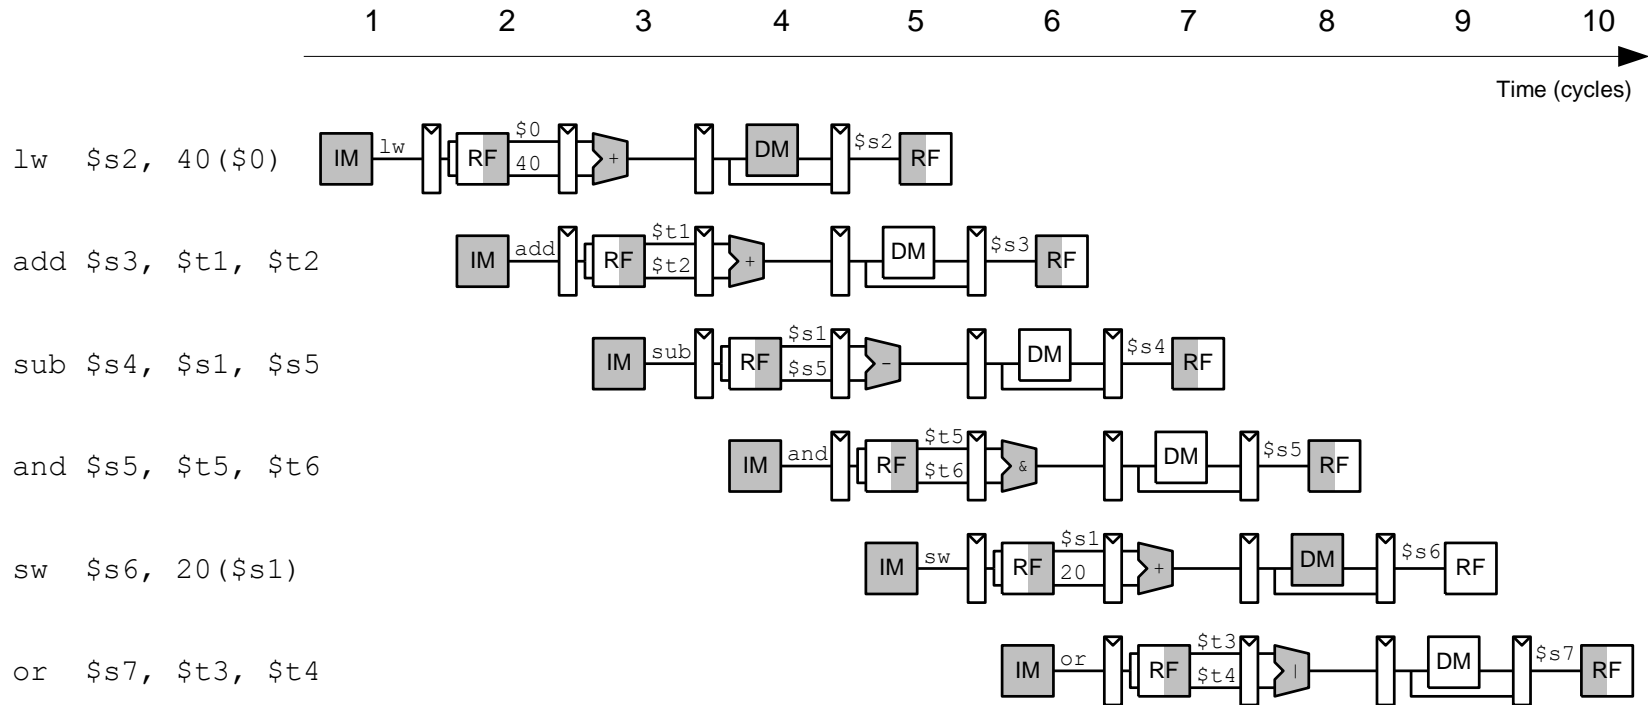 1 2 3 4 5 6 7 8 9 10
Time (cycles)
lw $s2, 40($0) IM lw RF $0 40 + DM $s2 RF
add $s3, $t1, $t2 IM add RF $t1 $t2 + DM $s3 RF
sub $s4, $s1, $s5 IM sub RF $s1 $s5 - DM $s4 RF
and $s5, $t5, $t6 IM and RF $t5 $t6 & DM $s5 RF
sw $s6, 20($s1) IM sw RF $s1 20 + DM $s6 RF
or $s7, $t3, $t4 IM or RF $t3 $t4 | DM $s7 RF